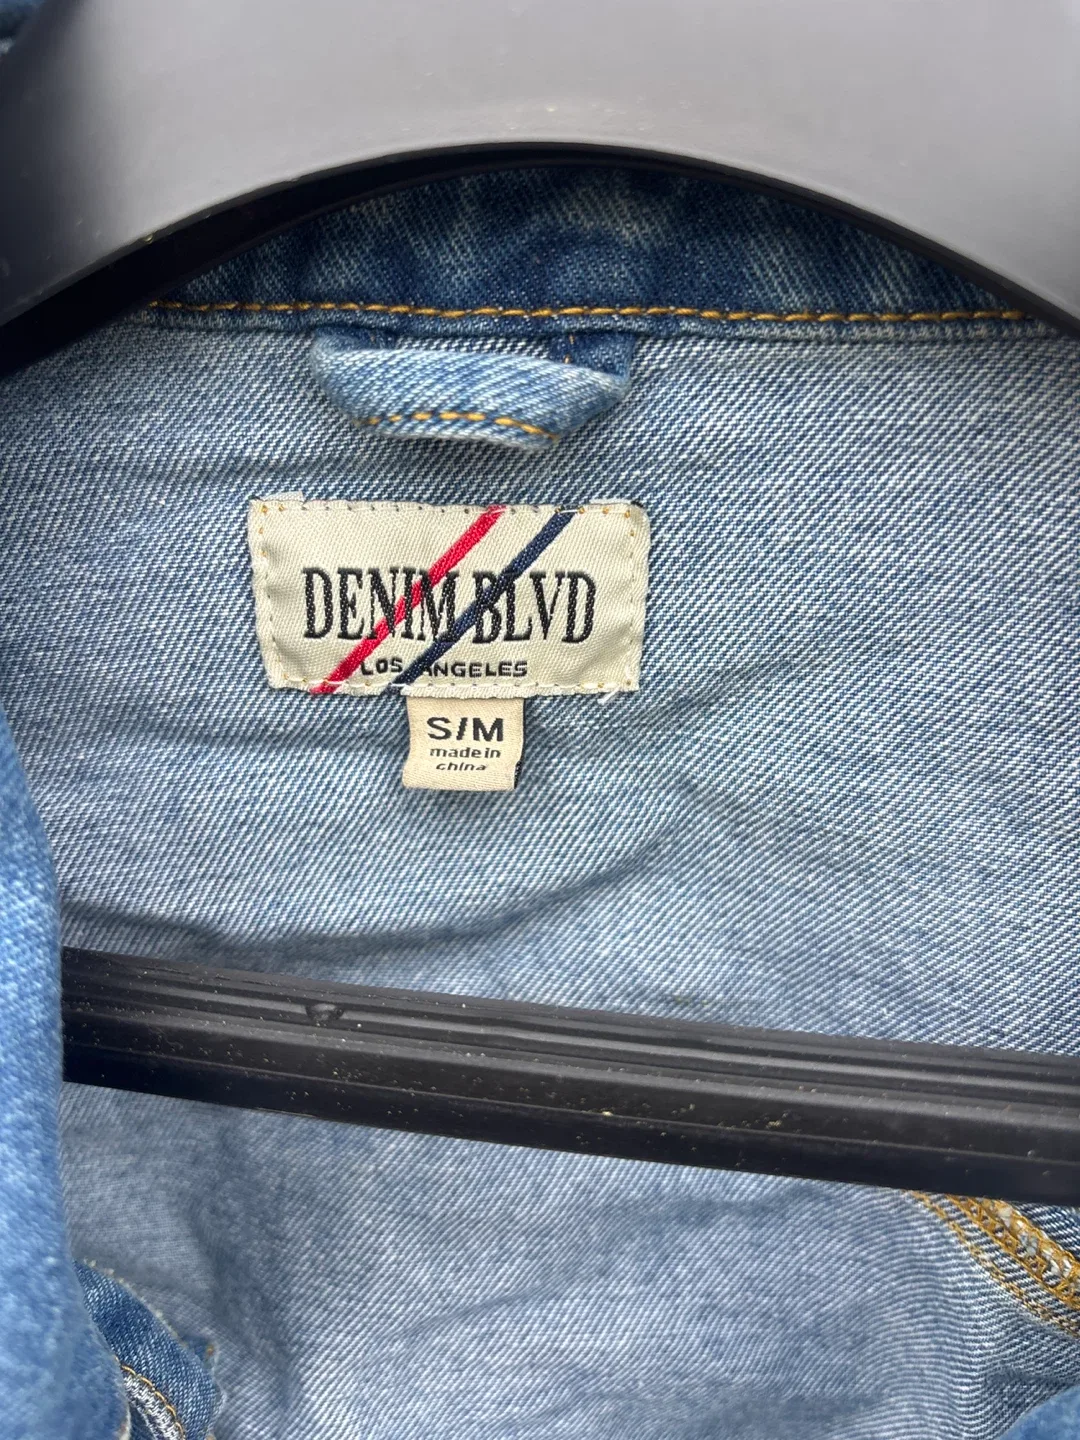 DENIM BLVD
LOS ANGELES
S/M
made in
china